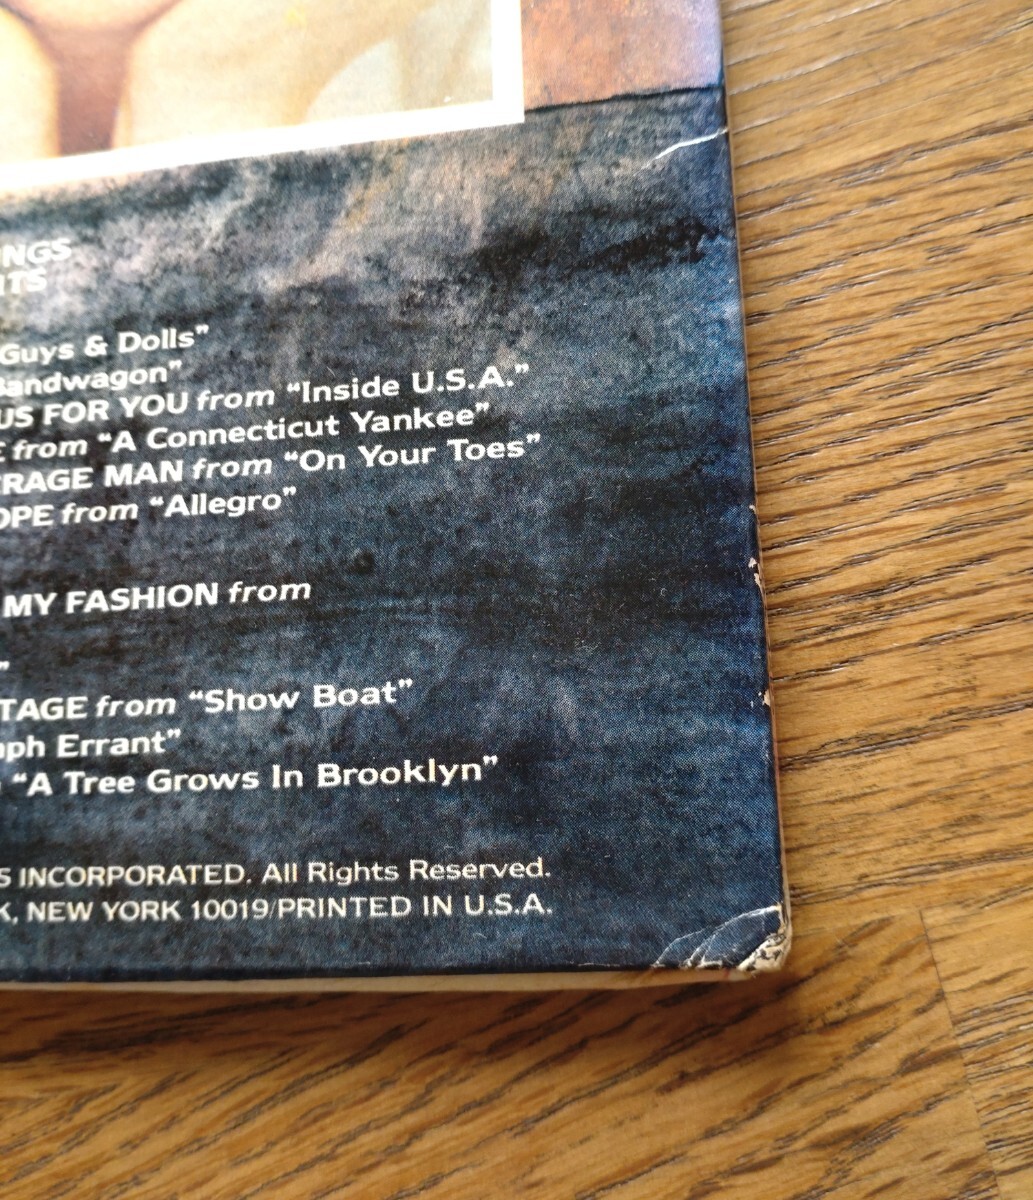 NGS
ITS
Guys & Dolls”
Bandwagon”
US FOR YOU from “Inside U.S.A.”
E from “A Connecticut Yankee”
RAGE MAN from “On Your Toes”
OPE from “Allegro”
MY FASHION from
”
TAGE from “Show Boat”
ph Errant”
“A Tree Grows In Brooklyn”
S INCORPORATED. All Rights Reserved.
K, NEW YORK 10019/PRINTED IN U.S.A.